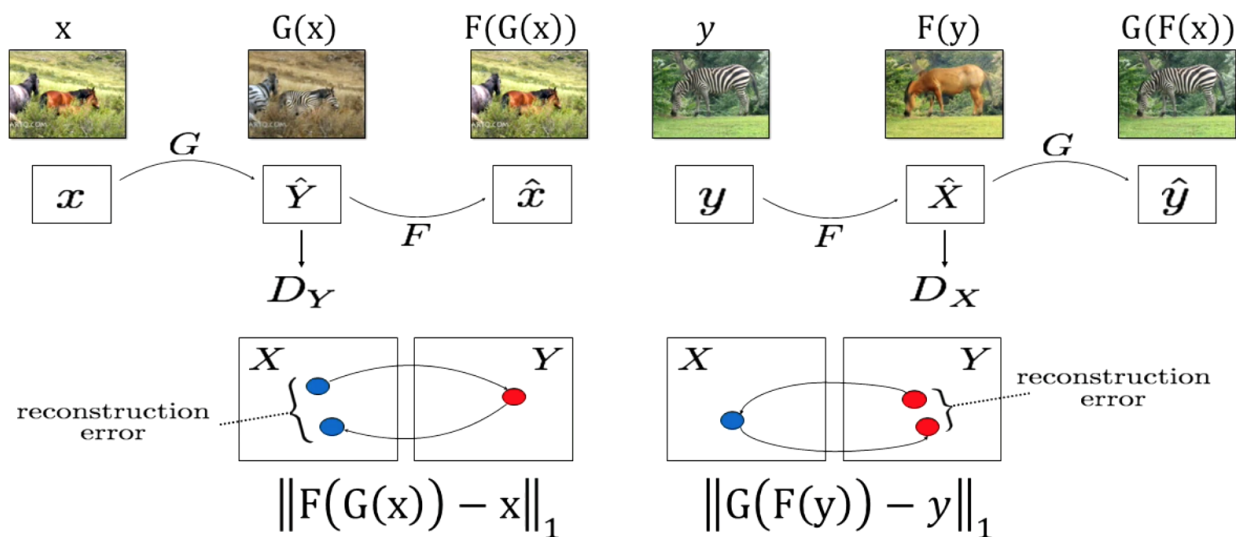 x G(x) F(G(x)) y F(y) G(F(x))
G G
x Ŷ x̂ y X̂ ŷ
F F
D_Y D_X
X Y X Y
reconstruction error
reconstruction error
‖F(G(x)) − x‖₁ ‖G(F(y)) − y‖₁